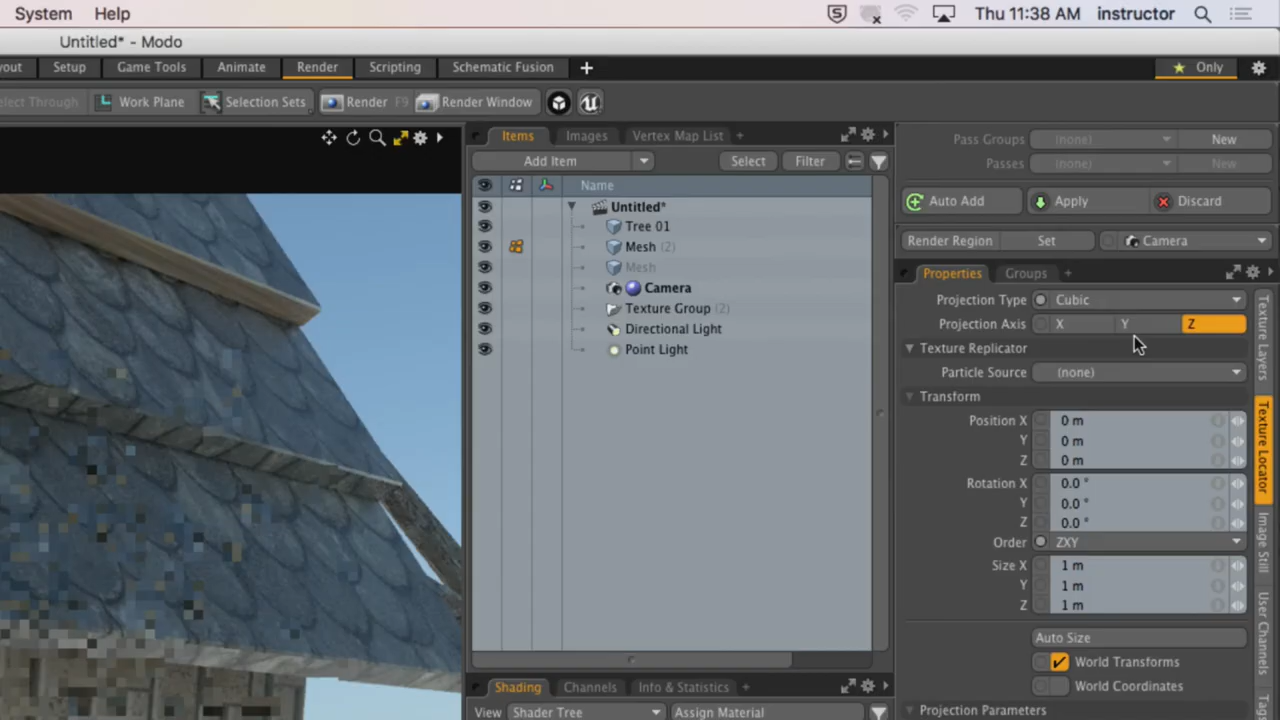 System Help Thu 11:38 AM instructor
Untitled* - Modo
out Setup Game Tools Animate Render Scripting Schematic Fusion + Only
elect Through Work Plane Selection Sets Render F9 Render Window
Items Images Vertex Map List +
Add Item Select Filter
Name
Untitled*
Tree 01
Mesh (2)
Mesh
Camera
Texture Group (2)
Directional Light
Point Light
Shading Channels Info & Statistics +
View Shader Tree Assign Material
Pass Groups (none) New
Passes (none) New
Auto Add Apply Discard
Render Region Set Camera
Properties Groups +
Projection Type Cubic
Projection Axis X Y Z
Texture Replicator
Particle Source (none)
Transform
Position X 0 m
Y 0 m
Z 0 m
Rotation X 0.0 °
Y 0.0 °
Z 0.0 °
Order ZXY
Size X 1 m
Y 1 m
Z 1 m
Auto Size
World Transforms
World Coordinates
Projection Parameters
Texture Layers
Texture Locator
Image Still
User Channels
Tag